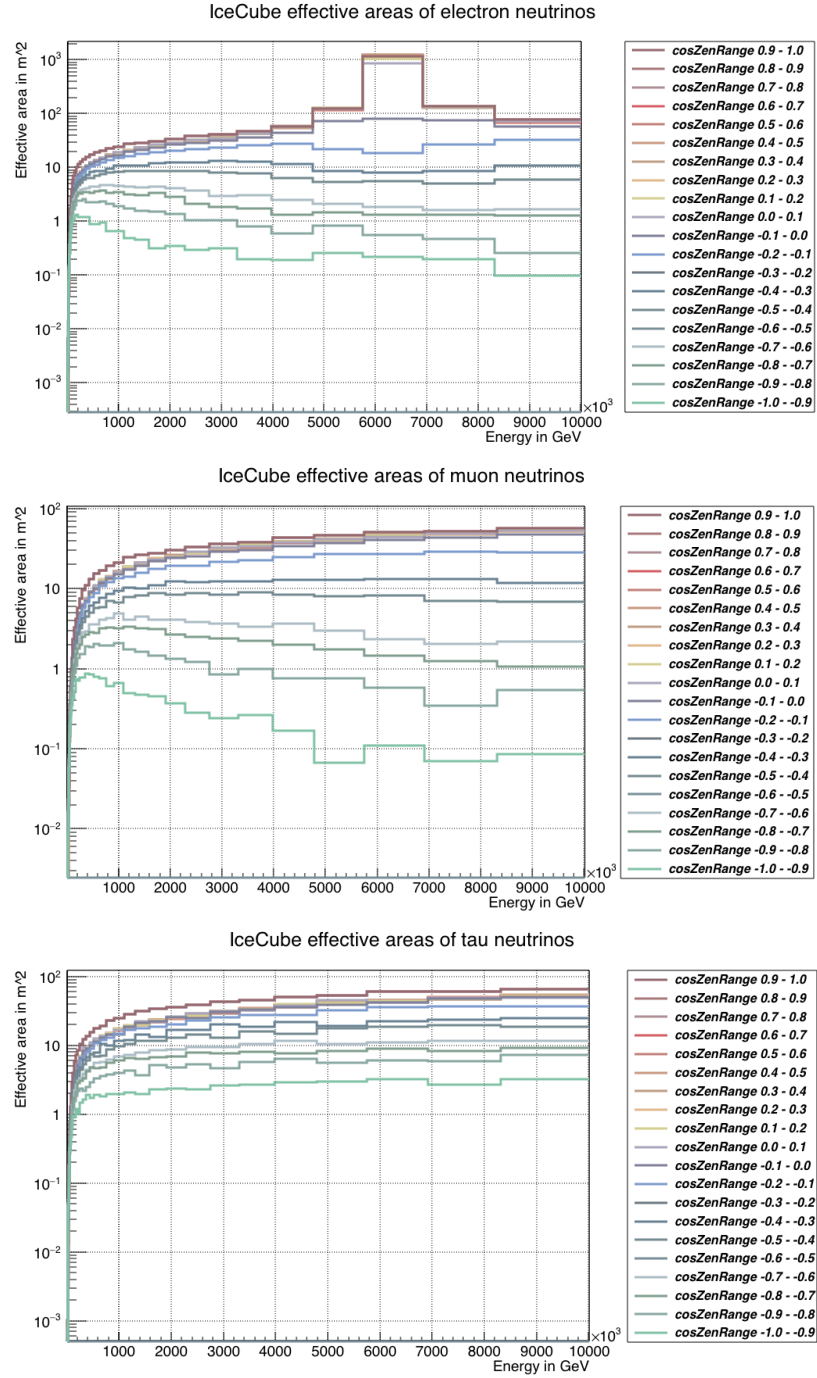 IceCube effective areas of electron neutrinos
Effective area in m^2
10³
10²
10
1
10⁻¹
10⁻²
10⁻³
1000 2000 3000 4000 5000 6000 7000 8000 9000 10000
×10³
Energy in GeV
cosZenRange 0.9 - 1.0
cosZenRange 0.8 - 0.9
cosZenRange 0.7 - 0.8
cosZenRange 0.6 - 0.7
cosZenRange 0.5 - 0.6
cosZenRange 0.4 - 0.5
cosZenRange 0.3 - 0.4
cosZenRange 0.2 - 0.3
cosZenRange 0.1 - 0.2
cosZenRange 0.0 - 0.1
cosZenRange -0.1 - 0.0
cosZenRange -0.2 - -0.1
cosZenRange -0.3 - -0.2
cosZenRange -0.4 - -0.3
cosZenRange -0.5 - -0.4
cosZenRange -0.6 - -0.5
cosZenRange -0.7 - -0.6
cosZenRange -0.8 - -0.7
cosZenRange -0.9 - -0.8
cosZenRange -1.0 - -0.9
IceCube effective areas of muon neutrinos
Effective area in m^2
10²
10
1
10⁻¹
10⁻²
1000 2000 3000 4000 5000 6000 7000 8000 9000 10000
×10³
Energy in GeV
cosZenRange 0.9 - 1.0
cosZenRange 0.8 - 0.9
cosZenRange 0.7 - 0.8
cosZenRange 0.6 - 0.7
cosZenRange 0.5 - 0.6
cosZenRange 0.4 - 0.5
cosZenRange 0.3 - 0.4
cosZenRange 0.2 - 0.3
cosZenRange 0.1 - 0.2
cosZenRange 0.0 - 0.1
cosZenRange -0.1 - 0.0
cosZenRange -0.2 - -0.1
cosZenRange -0.3 - -0.2
cosZenRange -0.4 - -0.3
cosZenRange -0.5 - -0.4
cosZenRange -0.6 - -0.5
cosZenRange -0.7 - -0.6
cosZenRange -0.8 - -0.7
cosZenRange -0.9 - -0.8
cosZenRange -1.0 - -0.9
IceCube effective areas of tau neutrinos
Effective area in m^2
10²
10
1
10⁻¹
10⁻²
10⁻³
1000 2000 3000 4000 5000 6000 7000 8000 9000 10000
×10³
Energy in GeV
cosZenRange 0.9 - 1.0
cosZenRange 0.8 - 0.9
cosZenRange 0.7 - 0.8
cosZenRange 0.6 - 0.7
cosZenRange 0.5 - 0.6
cosZenRange 0.4 - 0.5
cosZenRange 0.3 - 0.4
cosZenRange 0.2 - 0.3
cosZenRange 0.1 - 0.2
cosZenRange 0.0 - 0.1
cosZenRange -0.1 - 0.0
cosZenRange -0.2 - -0.1
cosZenRange -0.3 - -0.2
cosZenRange -0.4 - -0.3
cosZenRange -0.5 - -0.4
cosZenRange -0.6 - -0.5
cosZenRange -0.7 - -0.6
cosZenRange -0.8 - -0.7
cosZenRange -0.9 - -0.8
cosZenRange -1.0 - -0.9